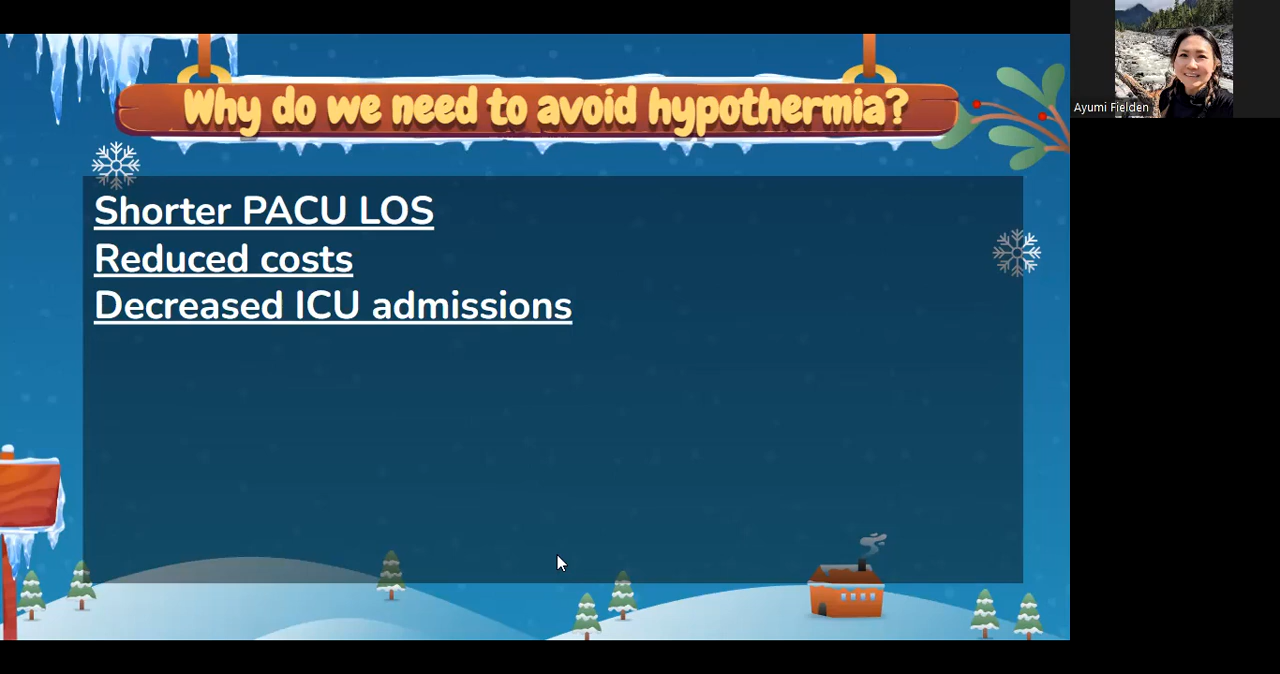 Why do we need to avoid hypothermia?
Ayumi Fielden
Shorter PACU LOS
Reduced costs
Decreased ICU admissions